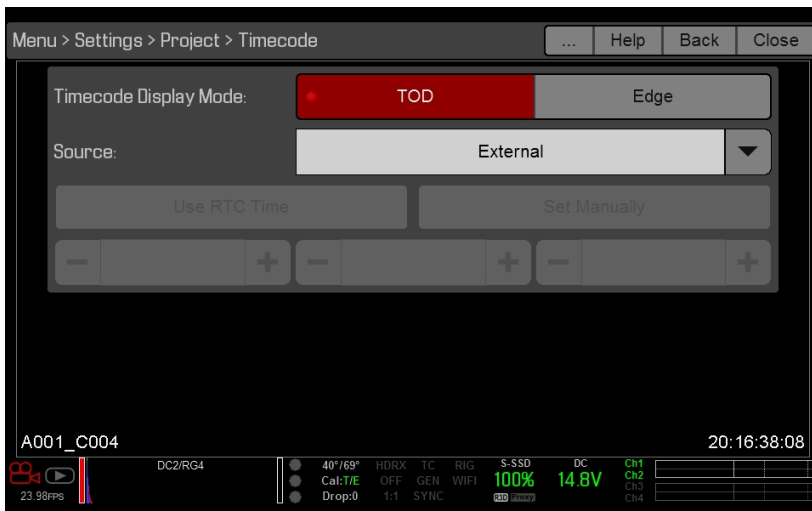 Menu > Settings > Project > Timecode ... Help Back Close
Timecode Display Mode: TOD Edge
Source: External
Use RTC Time Set Manually
A001_C004 20:16:38:08
DC2/RG4 40°/69° HDRX TC RIG S-SSD DC Ch1
Cal:T/E OFF GEN WIFI 100% 14.8V Ch2
23.98FPS Drop:0 1:1 SYNC R3D Proxy Ch3
Ch4